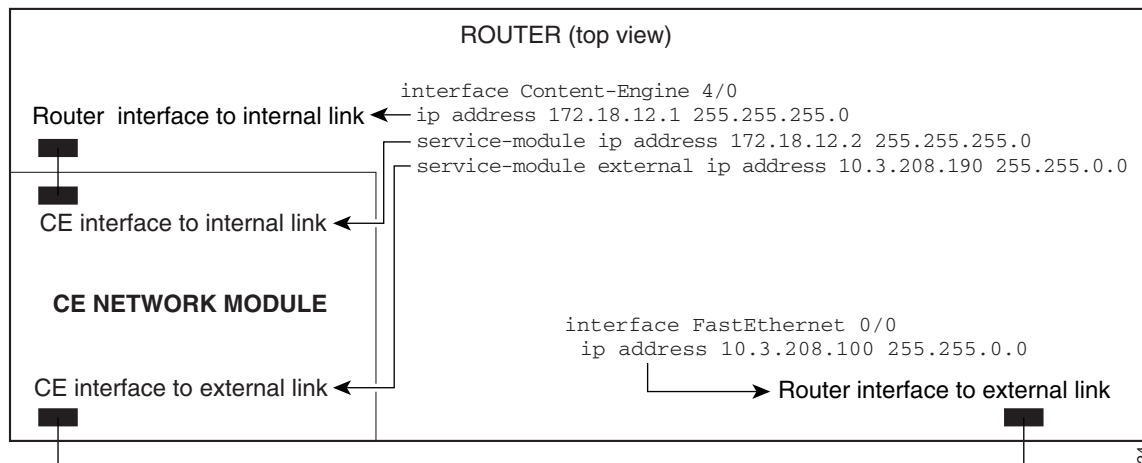 ROUTER (top view)
interface Content-Engine 4/0
Router interface to internal link
ip address 172.18.12.1 255.255.255.0
service-module ip address 172.18.12.2 255.255.255.0
service-module external ip address 10.3.208.190 255.255.0.0
CE interface to internal link
CE NETWORK MODULE
interface FastEthernet 0/0
ip address 10.3.208.100 255.255.0.0
CE interface to external link
Router interface to external link